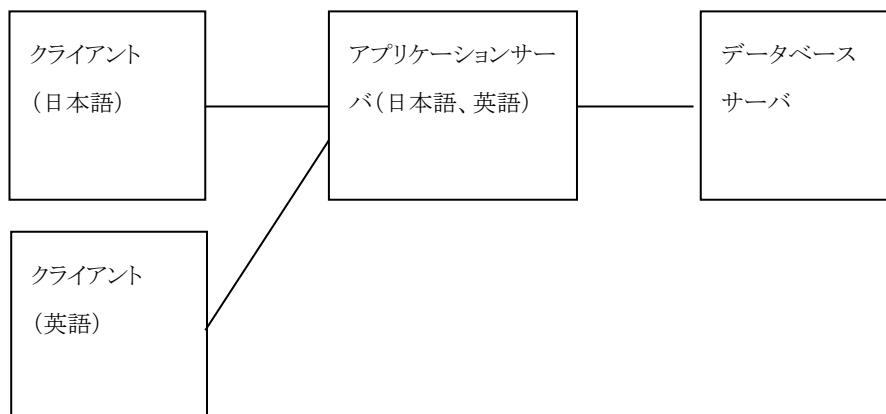 クライアント
（日本語）
アプリケーションサー
バ（日本語、英語）
データベース
サーバ
クライアント
（英語）